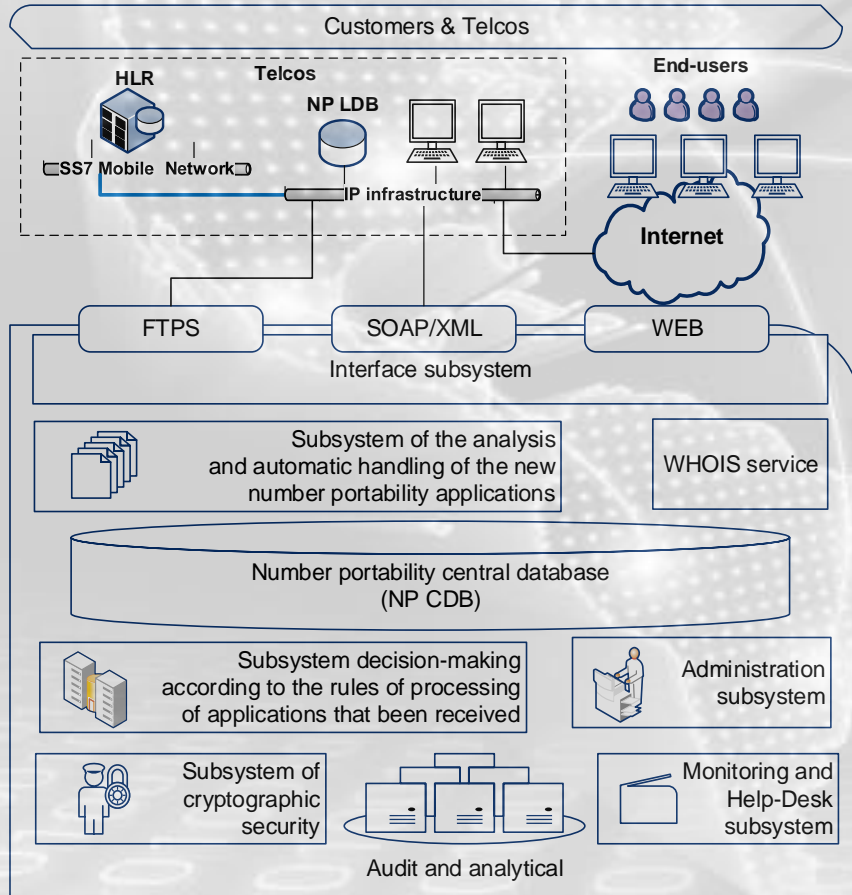 Customers & Telcos
Telcos
End-users
HLR
NP LDB
SS7 Mobile Network
IP infrastructure
Internet
FTPS
SOAP/XML
WEB
Interface subsystem
Subsystem of the analysis
and automatic handling of the new
number portability applications
WHOIS service
Number portability central database
(NP CDB)
Subsystem decision-making
according to the rules of processing
of applications that been received
Administration
subsystem
Subsystem of
cryptographic
security
Monitoring and
Help-Desk
subsystem
Audit and analytical